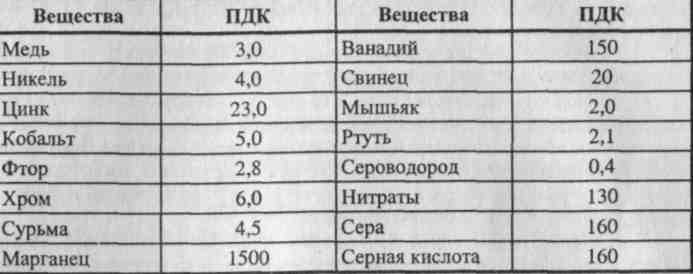 Вещества ПДК Вещества ПДК
Медь 3,0 Ванадий 150
Никель 4,0 Свинец 20
Цинк 23,0 Мышьяк 2,0
Кобальт 5,0 Ртуть 2,1
Фтор 2,8 Сероводород 0,4
Хром 6,0 Нитраты 130
Сурьма 4,5 Сера 160
Марганец 1500 Серная кислота 160